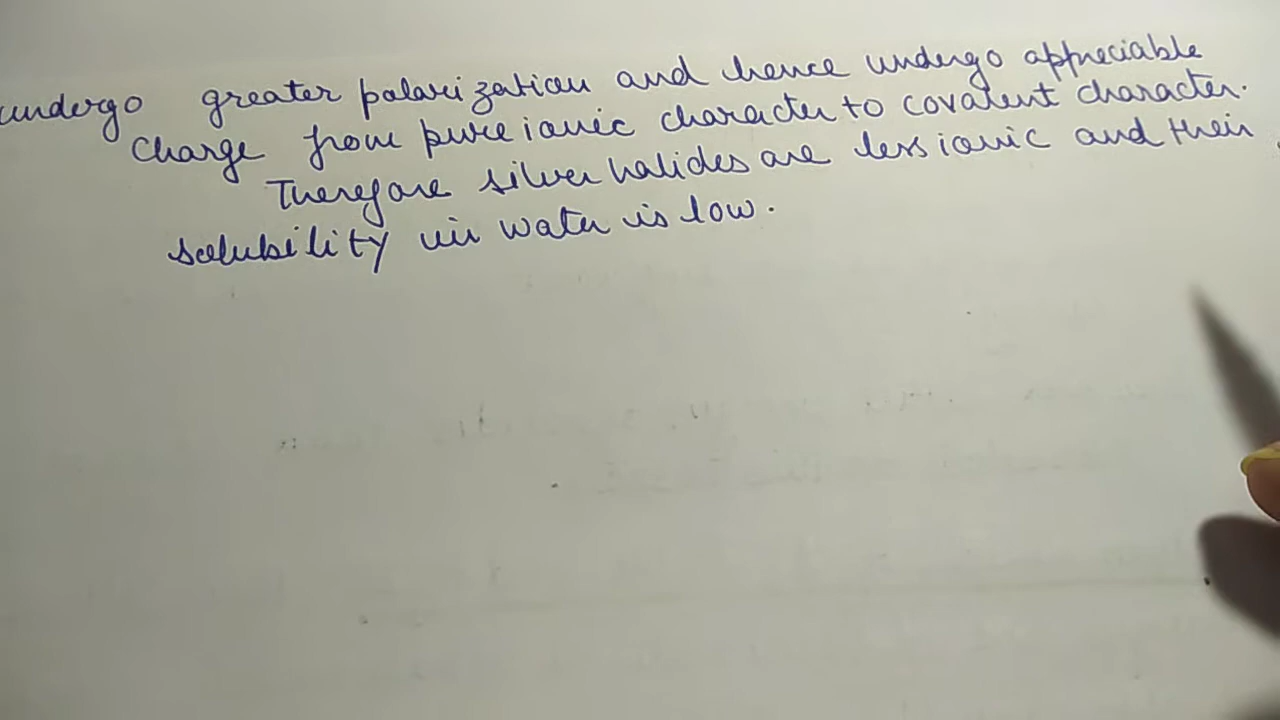 undergo greater polarization and hence undergo appreciable
Charge from pure ionic character to covalent character.
Therefore silver halides are less ionic and their
solubility in water is low.